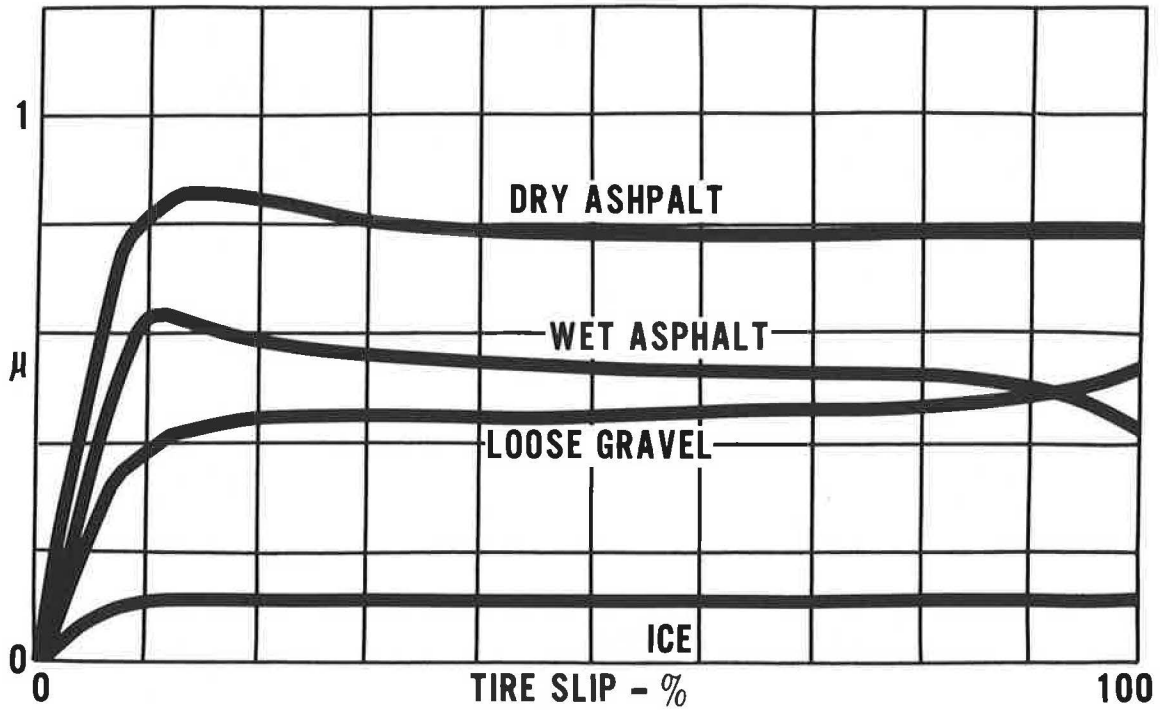 1
DRY ASHPALT
WET ASPHALT
μ
LOOSE GRAVEL
ICE
0
0 TIRE SLIP - % 100